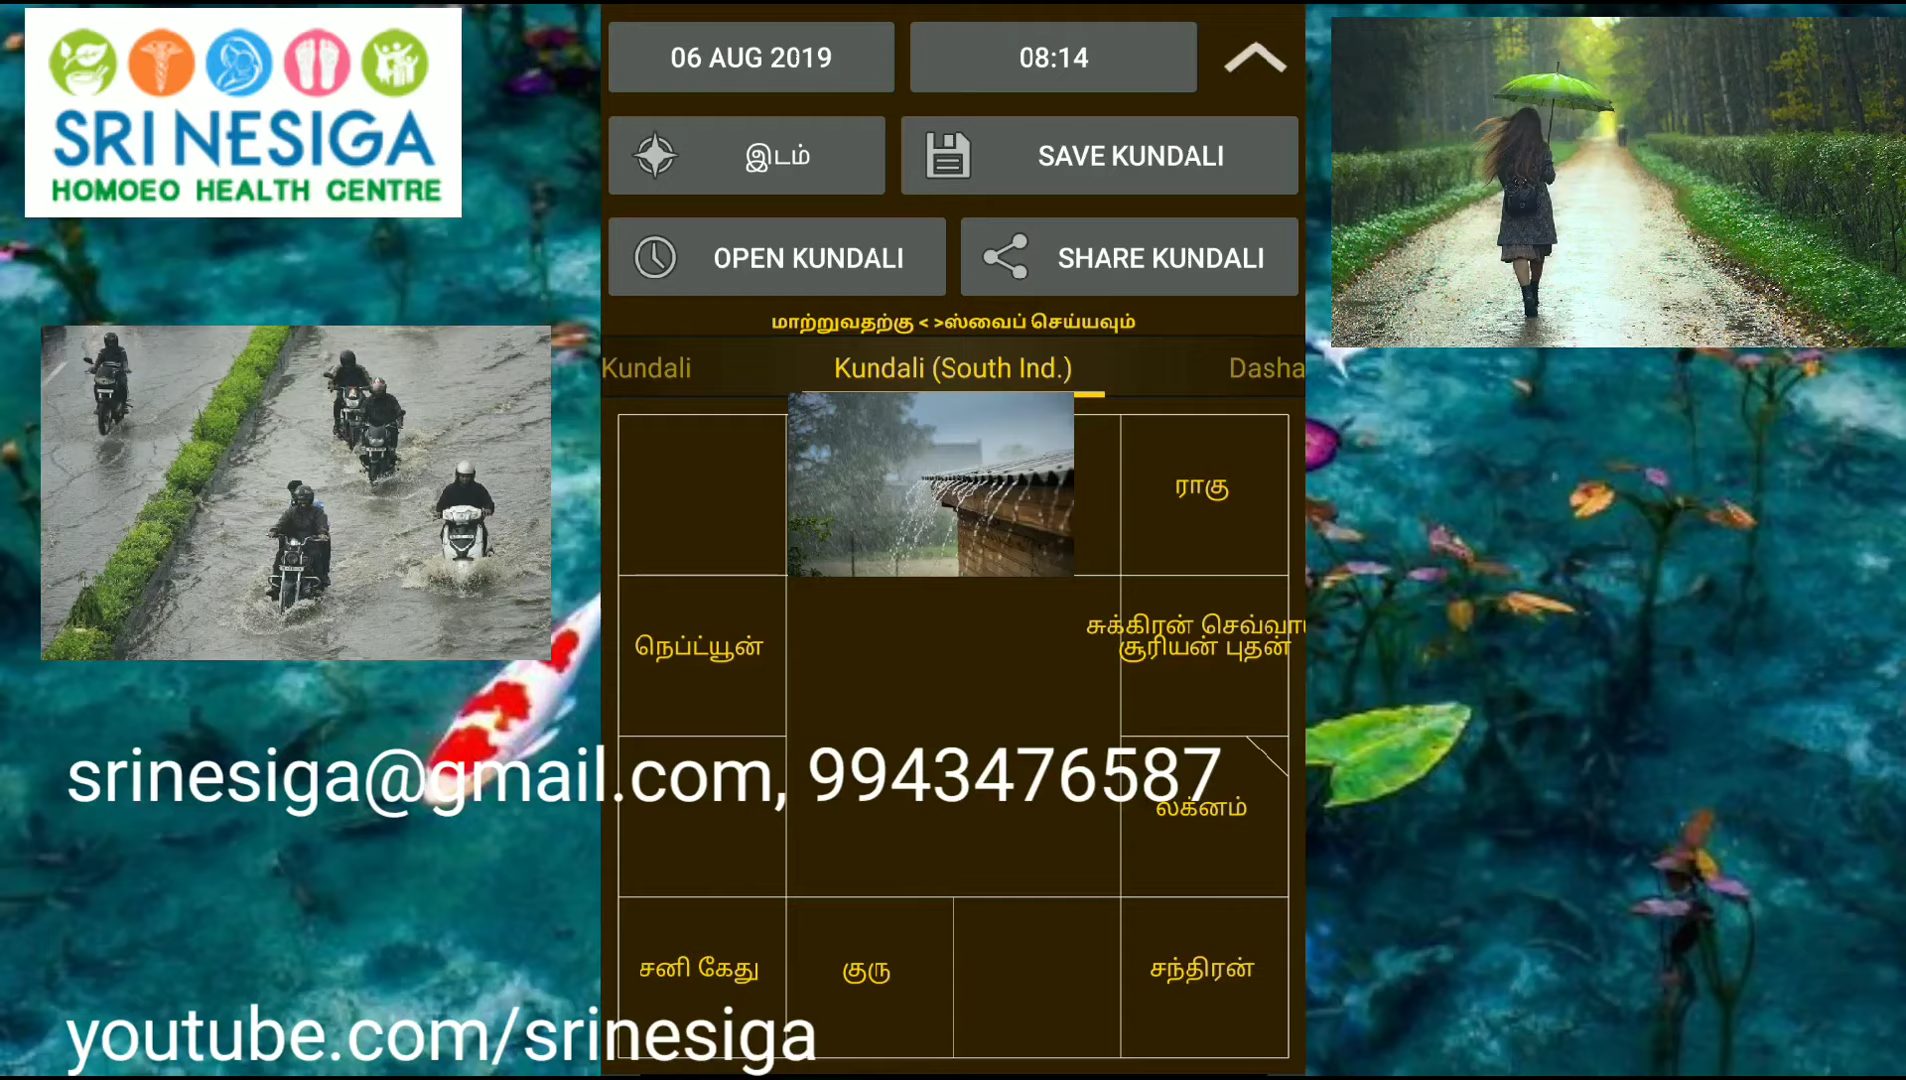 SRI NESIGA
HOMOEO HEALTH CENTRE
06 AUG 2019
08:14
இடம்
SAVE KUNDALI
OPEN KUNDALI
SHARE KUNDALI
மாற்றுவதற்கு < >ஸ்வைப் செய்யவும்
Kundali
Kundali (South Ind.)
Dasha
ராகு
நெப்ட்யூன்
சுக்கிரன்
சூரியன் புதன்
srinesiga@gmail.com, 9943476587
லக்னம்
சனி கேது
குரு
சந்திரன்
youtube.com/srinesiga